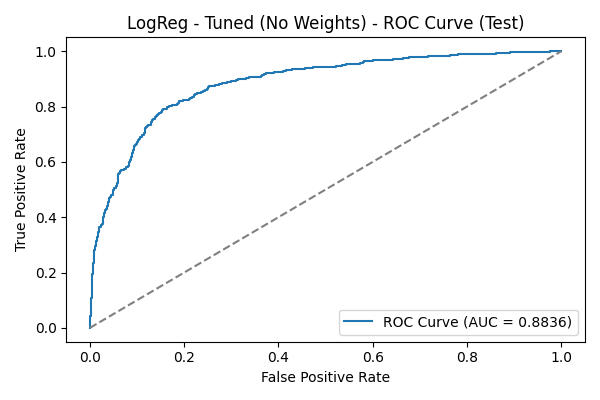 LogReg - Tuned (No Weights) - ROC Curve (Test)
True Positive Rate
1.0
0.8
0.6
0.4
0.2
0.0
ROC Curve (AUC = 0.8836)
0.0 0.2 0.4 0.6 0.8 1.0
False Positive Rate